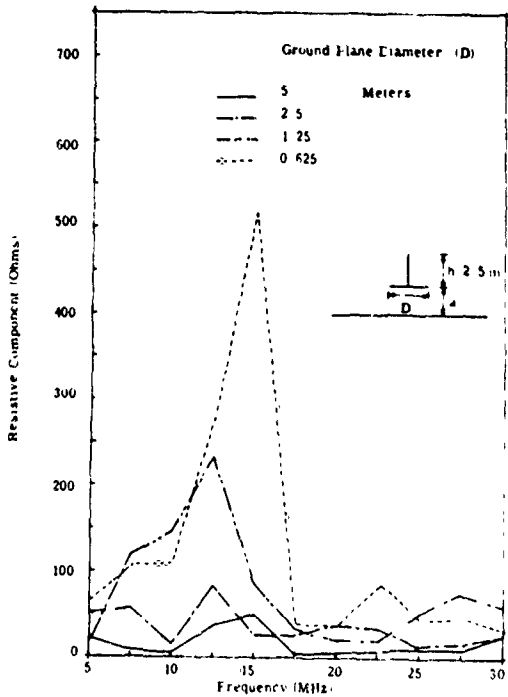 Ground Plane Diameter (D)
5 Meters
2 5
1 25
0 625
h 2 5 m
D
d
Resistive Component (Ohms)
700
600
500
400
300
200
100
0
5 10 15 20 25 30
Frequency (MHz)